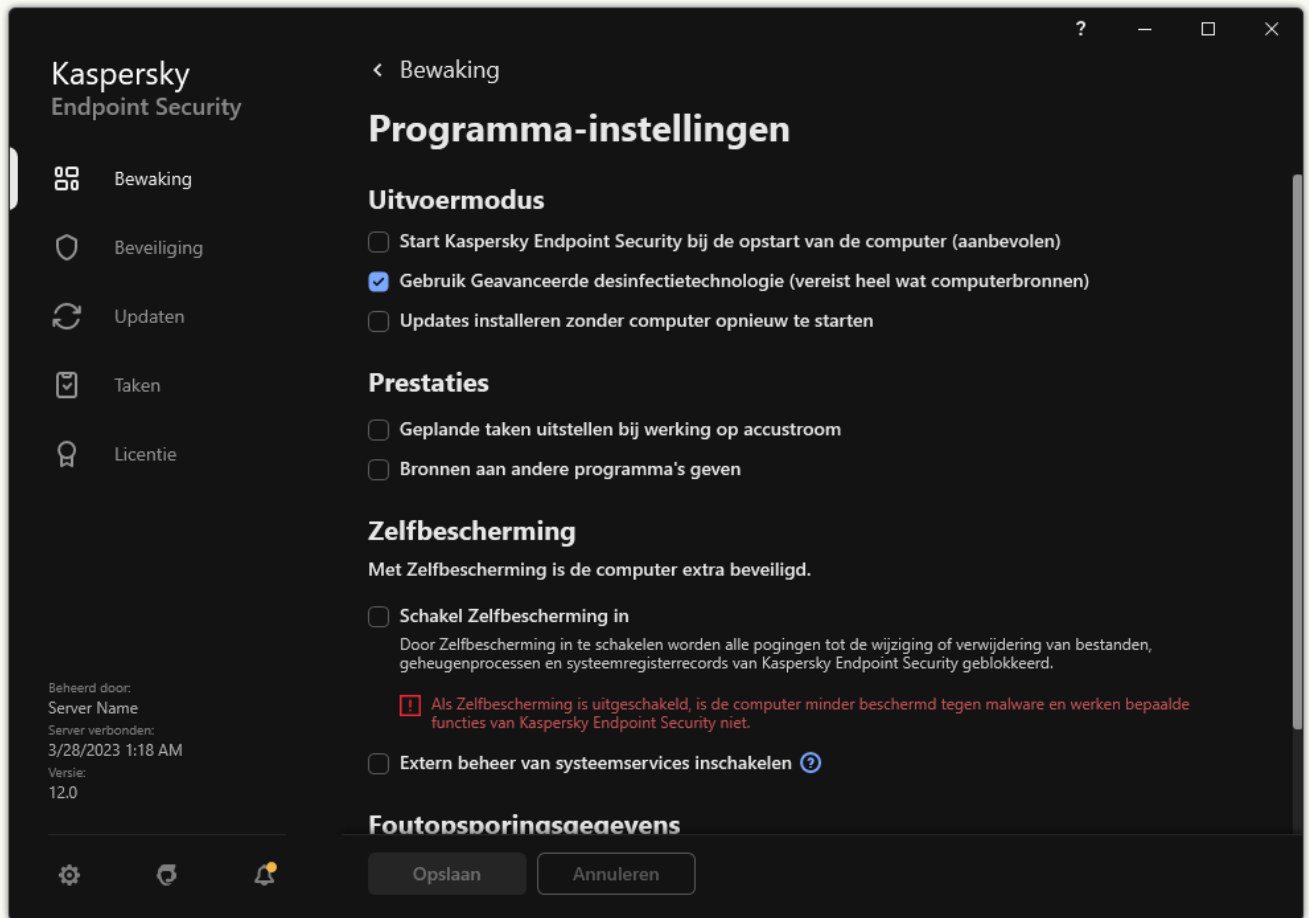 ?
Kaspersky
Endpoint Security
Bewaking
Beveiliging
Updaten
Taken
Licentie
Beheerd door:
Server Name
Server verbonden:
3/28/2023 1:18 AM
Versie:
12.0
Bewaking
Programma-instellingen
Uitvoermodus
Start Kaspersky Endpoint Security bij de opstart van de computer (aanbevolen)
Gebruik Geavanceerde desinfectietechnologie (vereist heel wat computerbronnen)
Updates installeren zonder computer opnieuw te starten
Prestaties
Geplande taken uitstellen bij werking op accustroom
Bronnen aan andere programma's geven
Zelfbescherming
Met Zelfbescherming is de computer extra beveiligd.
Schakel Zelfbescherming in
Door Zelfbescherming in te schakelen worden alle pogingen tot de wijziging of verwijdering van bestanden,
geheugenprocessen en systeemregisterrecords van Kaspersky Endpoint Security geblokkeerd.
Als Zelfbescherming is uitgeschakeld, is de computer minder beschermd tegen malware en werken bepaalde
functies van Kaspersky Endpoint Security niet.
Extern beheer van systeemservices inschakelen ?
Foutopsporingsgegevens
Opslaan
Annuleren